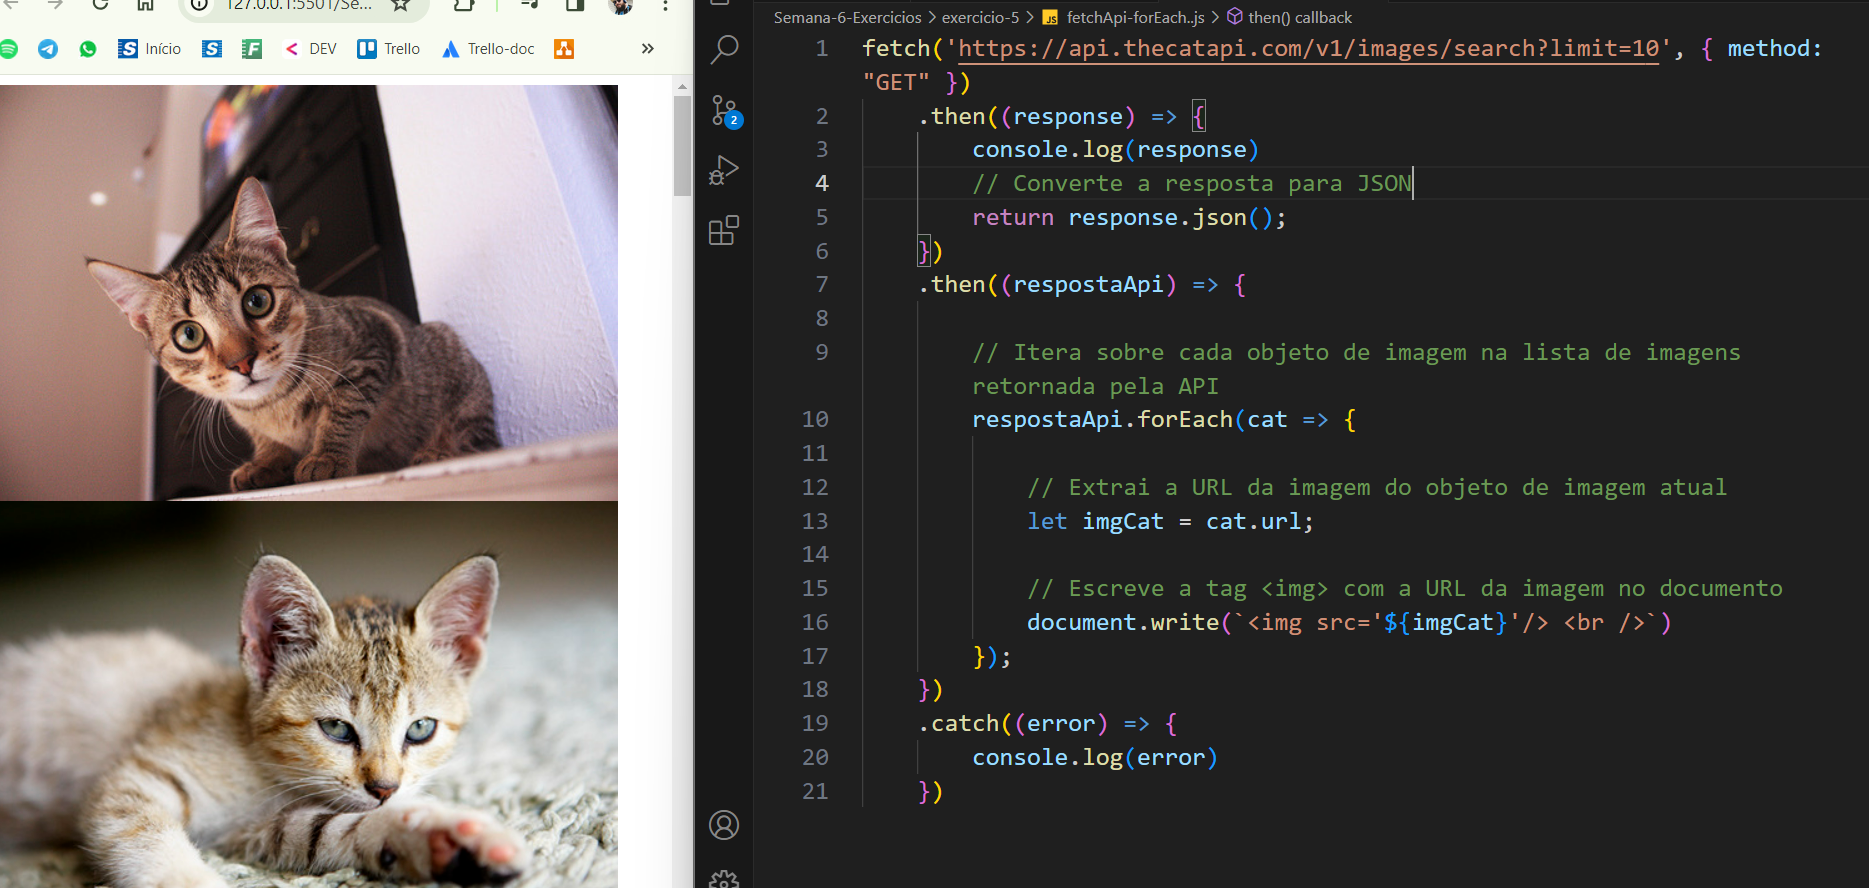 127.0.0.1:5501/Se...
Início
DEV
Trello
Trello-doc
»
2
Semana-6-Exercicios > exercicio-5 > JS fetchApi-forEach..js > then() callback
1 fetch('https://api.thecatapi.com/v1/images/search?limit=10', { method:
"GET" })
2 .then((response) => {
3 console.log(response)
4 // Converte a resposta para JSON
5 return response.json();
6 })
7 .then((respostaApi) => {
8
9 // Itera sobre cada objeto de imagem na lista de imagens
retornada pela API
10 respostaApi.forEach(cat => {
11
12 // Extrai a URL da imagem do objeto de imagem atual
13 let imgCat = cat.url;
14
15 // Escreve a tag <img> com a URL da imagem no documento
16 document.write(`<img src='${imgCat}'/> <br />`)
17 });
18 })
19 .catch((error) => {
20 console.log(error)
21 })